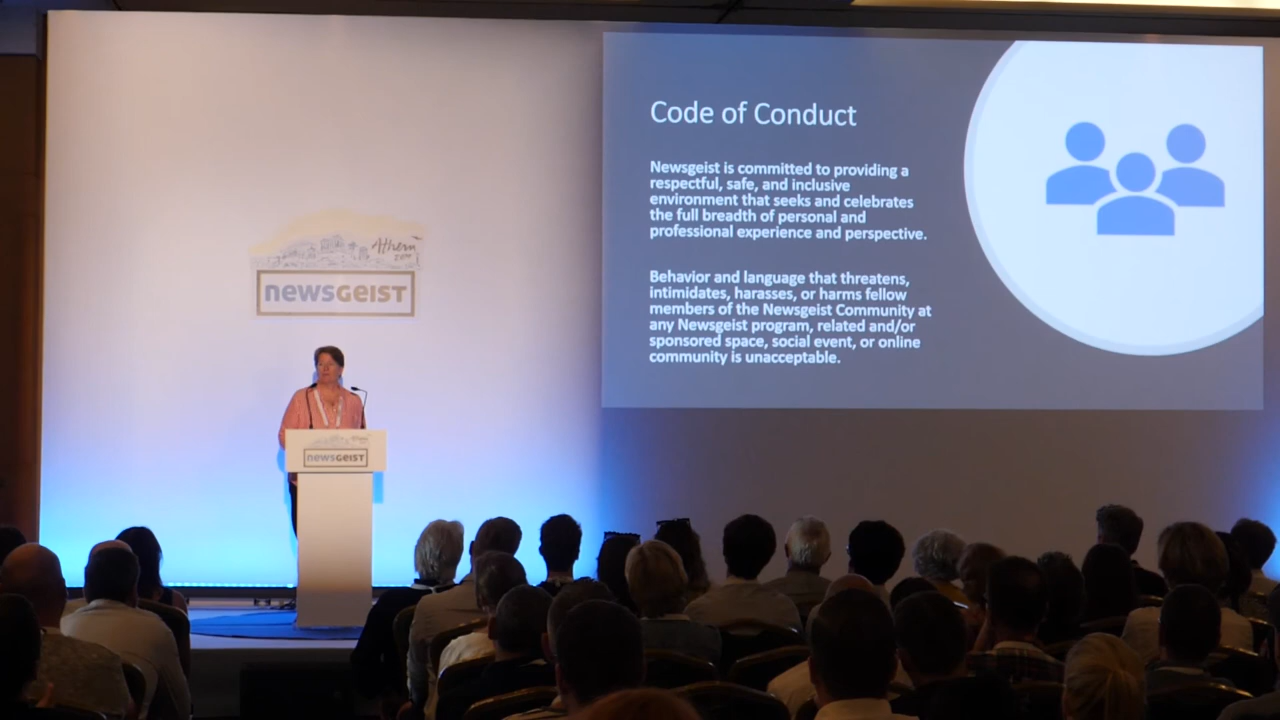 Code of Conduct
Newsgeist is committed to providing a
respectful, safe, and inclusive
environment that seeks and celebrates
the full breadth of personal and
professional experience and perspective.
Behavior and language that threatens,
intimidates, harasses, or harms fellow
members of the Newsgeist Community at
any Newsgeist program, related and/or
sponsored space, social event, or online
community is unacceptable.
newsGEIST
newsGEIST